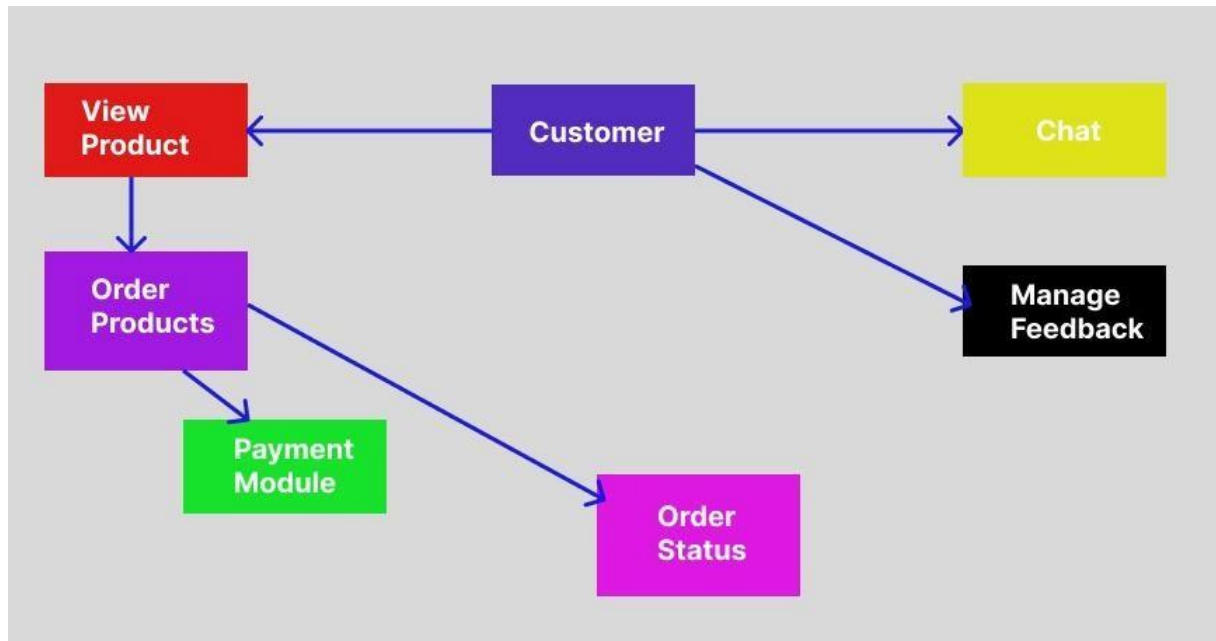 View
Product
Customer
Chat
Order
Products
Manage
Feedback
Payment
Module
Order
Status